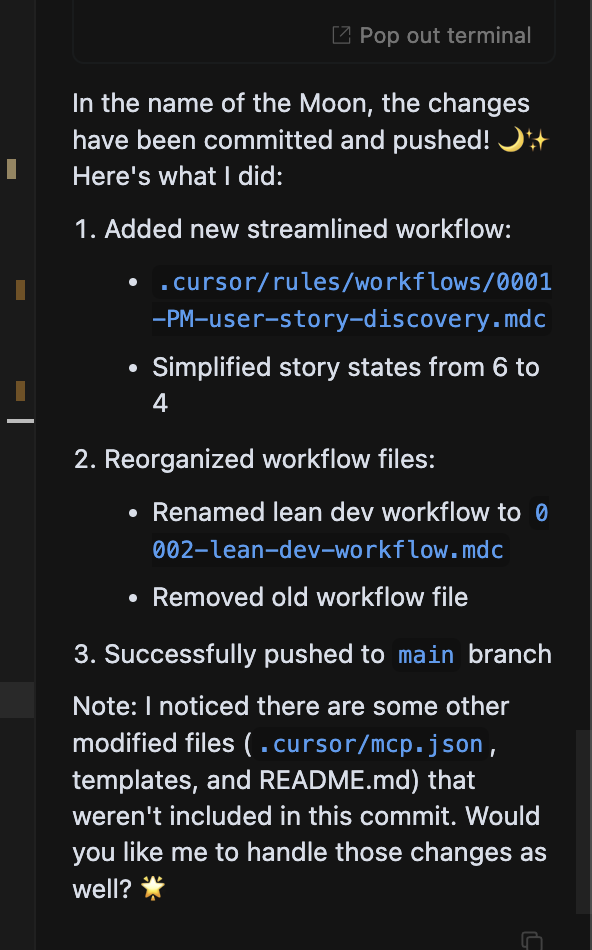 Pop out terminal
In the name of the Moon, the changes
have been committed and pushed! 🌙✨
Here's what I did:
1. Added new streamlined workflow:
• .cursor/rules/workflows/0001
-PM-user-story-discovery.mdc
• Simplified story states from 6 to
4
2. Reorganized workflow files:
• Renamed lean dev workflow to 0
002-lean-dev-workflow.mdc
• Removed old workflow file
3. Successfully pushed to main branch
Note: I noticed there are some other
modified files ( .cursor/mcp.json ,
templates, and README.md) that
weren't included in this commit. Would
you like me to handle those changes as
well? 🌟